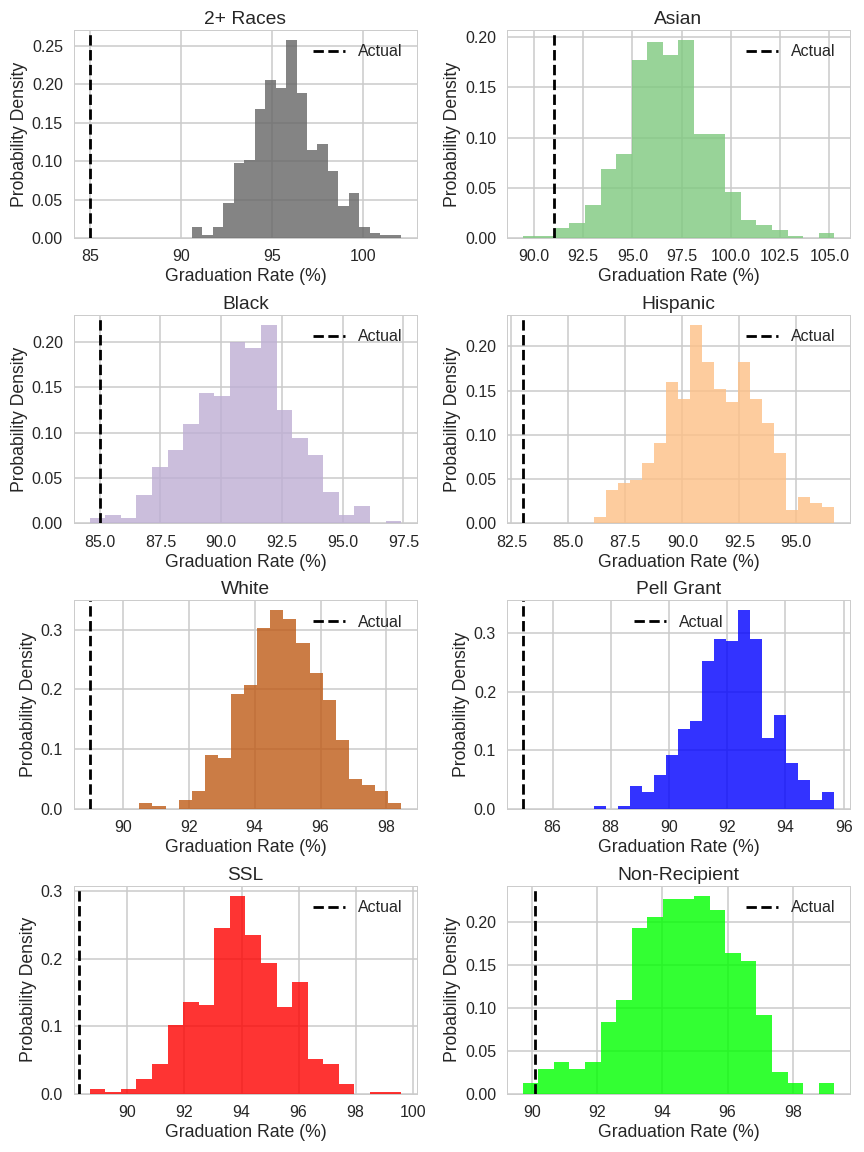 2+ Races
Asian
Probability Density
0.25
0.20
0.15
0.10
0.05
0.00
Actual
85
90
95
100
Graduation Rate (%)
Probability Density
0.20
0.15
0.10
0.05
0.00
Actual
90.0
92.5
95.0
97.5
100.0
102.5
105.0
Graduation Rate (%)
Black
Hispanic
Probability Density
0.20
0.15
0.10
0.05
0.00
Actual
85.0
87.5
90.0
92.5
95.0
97.5
Graduation Rate (%)
Probability Density
0.20
0.15
0.10
0.05
0.00
Actual
82.5
85.0
87.5
90.0
92.5
95.0
Graduation Rate (%)
White
Pell Grant
Probability Density
0.3
0.2
0.1
0.0
Actual
90
92
94
96
98
Graduation Rate (%)
Probability Density
0.3
0.2
0.1
0.0
Actual
86
88
90
92
94
96
Graduation Rate (%)
SSL
Non-Recipient
Probability Density
0.3
0.2
0.1
0.0
Actual
90
92
94
96
98
100
Graduation Rate (%)
Probability Density
0.20
0.15
0.10
0.05
0.00
Actual
90
92
94
96
98
Graduation Rate (%)